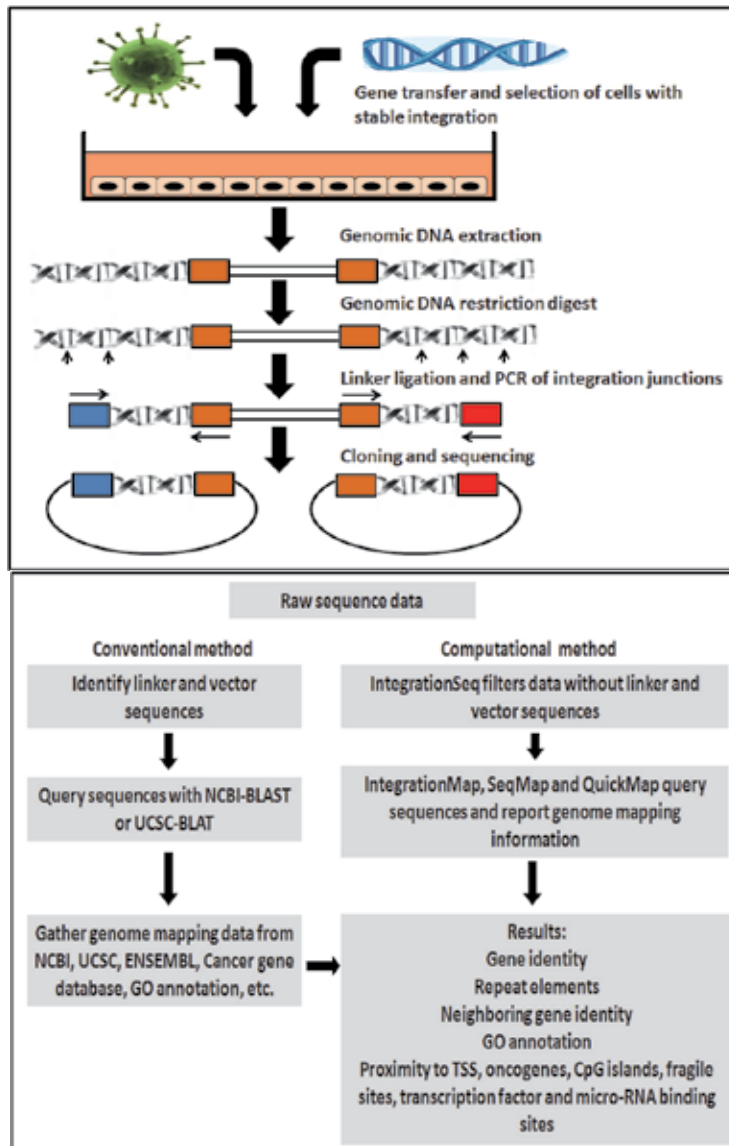 Gene transfer and selection of cells with
stable integration
Genomic DNA extraction
Genomic DNA restriction digest
Linker ligation and PCR of integration junctions
Cloning and sequencing
Raw sequence data
Conventional method
Identify linker and vector
sequences
Query sequences with NCBI-BLAST
or UCSC-BLAT
Gather genome mapping data from
NCBI, UCSC, ENSEMBL, Cancer gene
database, GO annotation, etc.
Computational method
IntegrationSeq filters data without linker and
vector sequences
IntegrationMap, SeqMap and QuickMap query
sequences and report genome mapping
information
Results:
Gene identity
Repeat elements
Neighboring gene identity
GO annotation
Proximity to TSS, oncogenes, CpG islands, fragile
sites, transcription factor and micro-RNA binding
sites